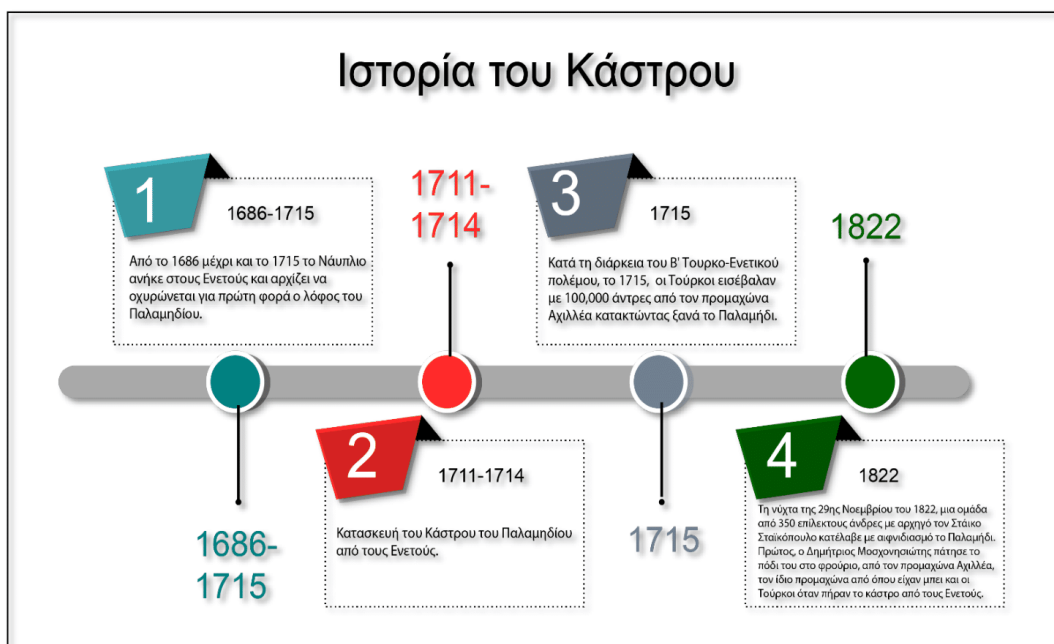 Ιστορία του Κάστρου
1
1686-1715
Από το 1686 μέχρι και το 1715 το Ναύπλιο
ανήκε στους Ενετούς και αρχίζει να
οχυρώνεται για πρώτη φορά ο λόφος του
Παλαμηδίου.
1711-
1714
3
1715
Κατά τη διάρκεια του Β' Τουρκο-Ενετικού
πολέμου, το 1715, οι Τούρκοι εισέβαλαν
με 100,000 άντρες από τον προμαχώνα
Αχιλλέα κατακτώντας ξανά το Παλαμήδι.
1822
1686-
1715
2
1711-1714
Κατασκευή του Κάστρου του Παλαμηδίου
από τους Ενετούς.
1715
4
1822
Τη νύχτα της 29ης Νοεμβρίου του 1822, μια ομάδα
από 350 επίλεκτους άνδρες με αρχηγό τον Στάικο
Σταϊκόπουλο κατέλαβε με αιφνιδιασμό το Παλαμήδι.
Πρώτος, ο Δημήτριος Μοσχονησιώτης πάτησε το
πόδι του στο φρούριο, από τον προμαχώνα Αχιλλέα,
τον ίδιο προμαχώνα από όπου είχαν μπει και οι
Τούρκοι όταν πήραν το κάστρο από τους Ενετούς.